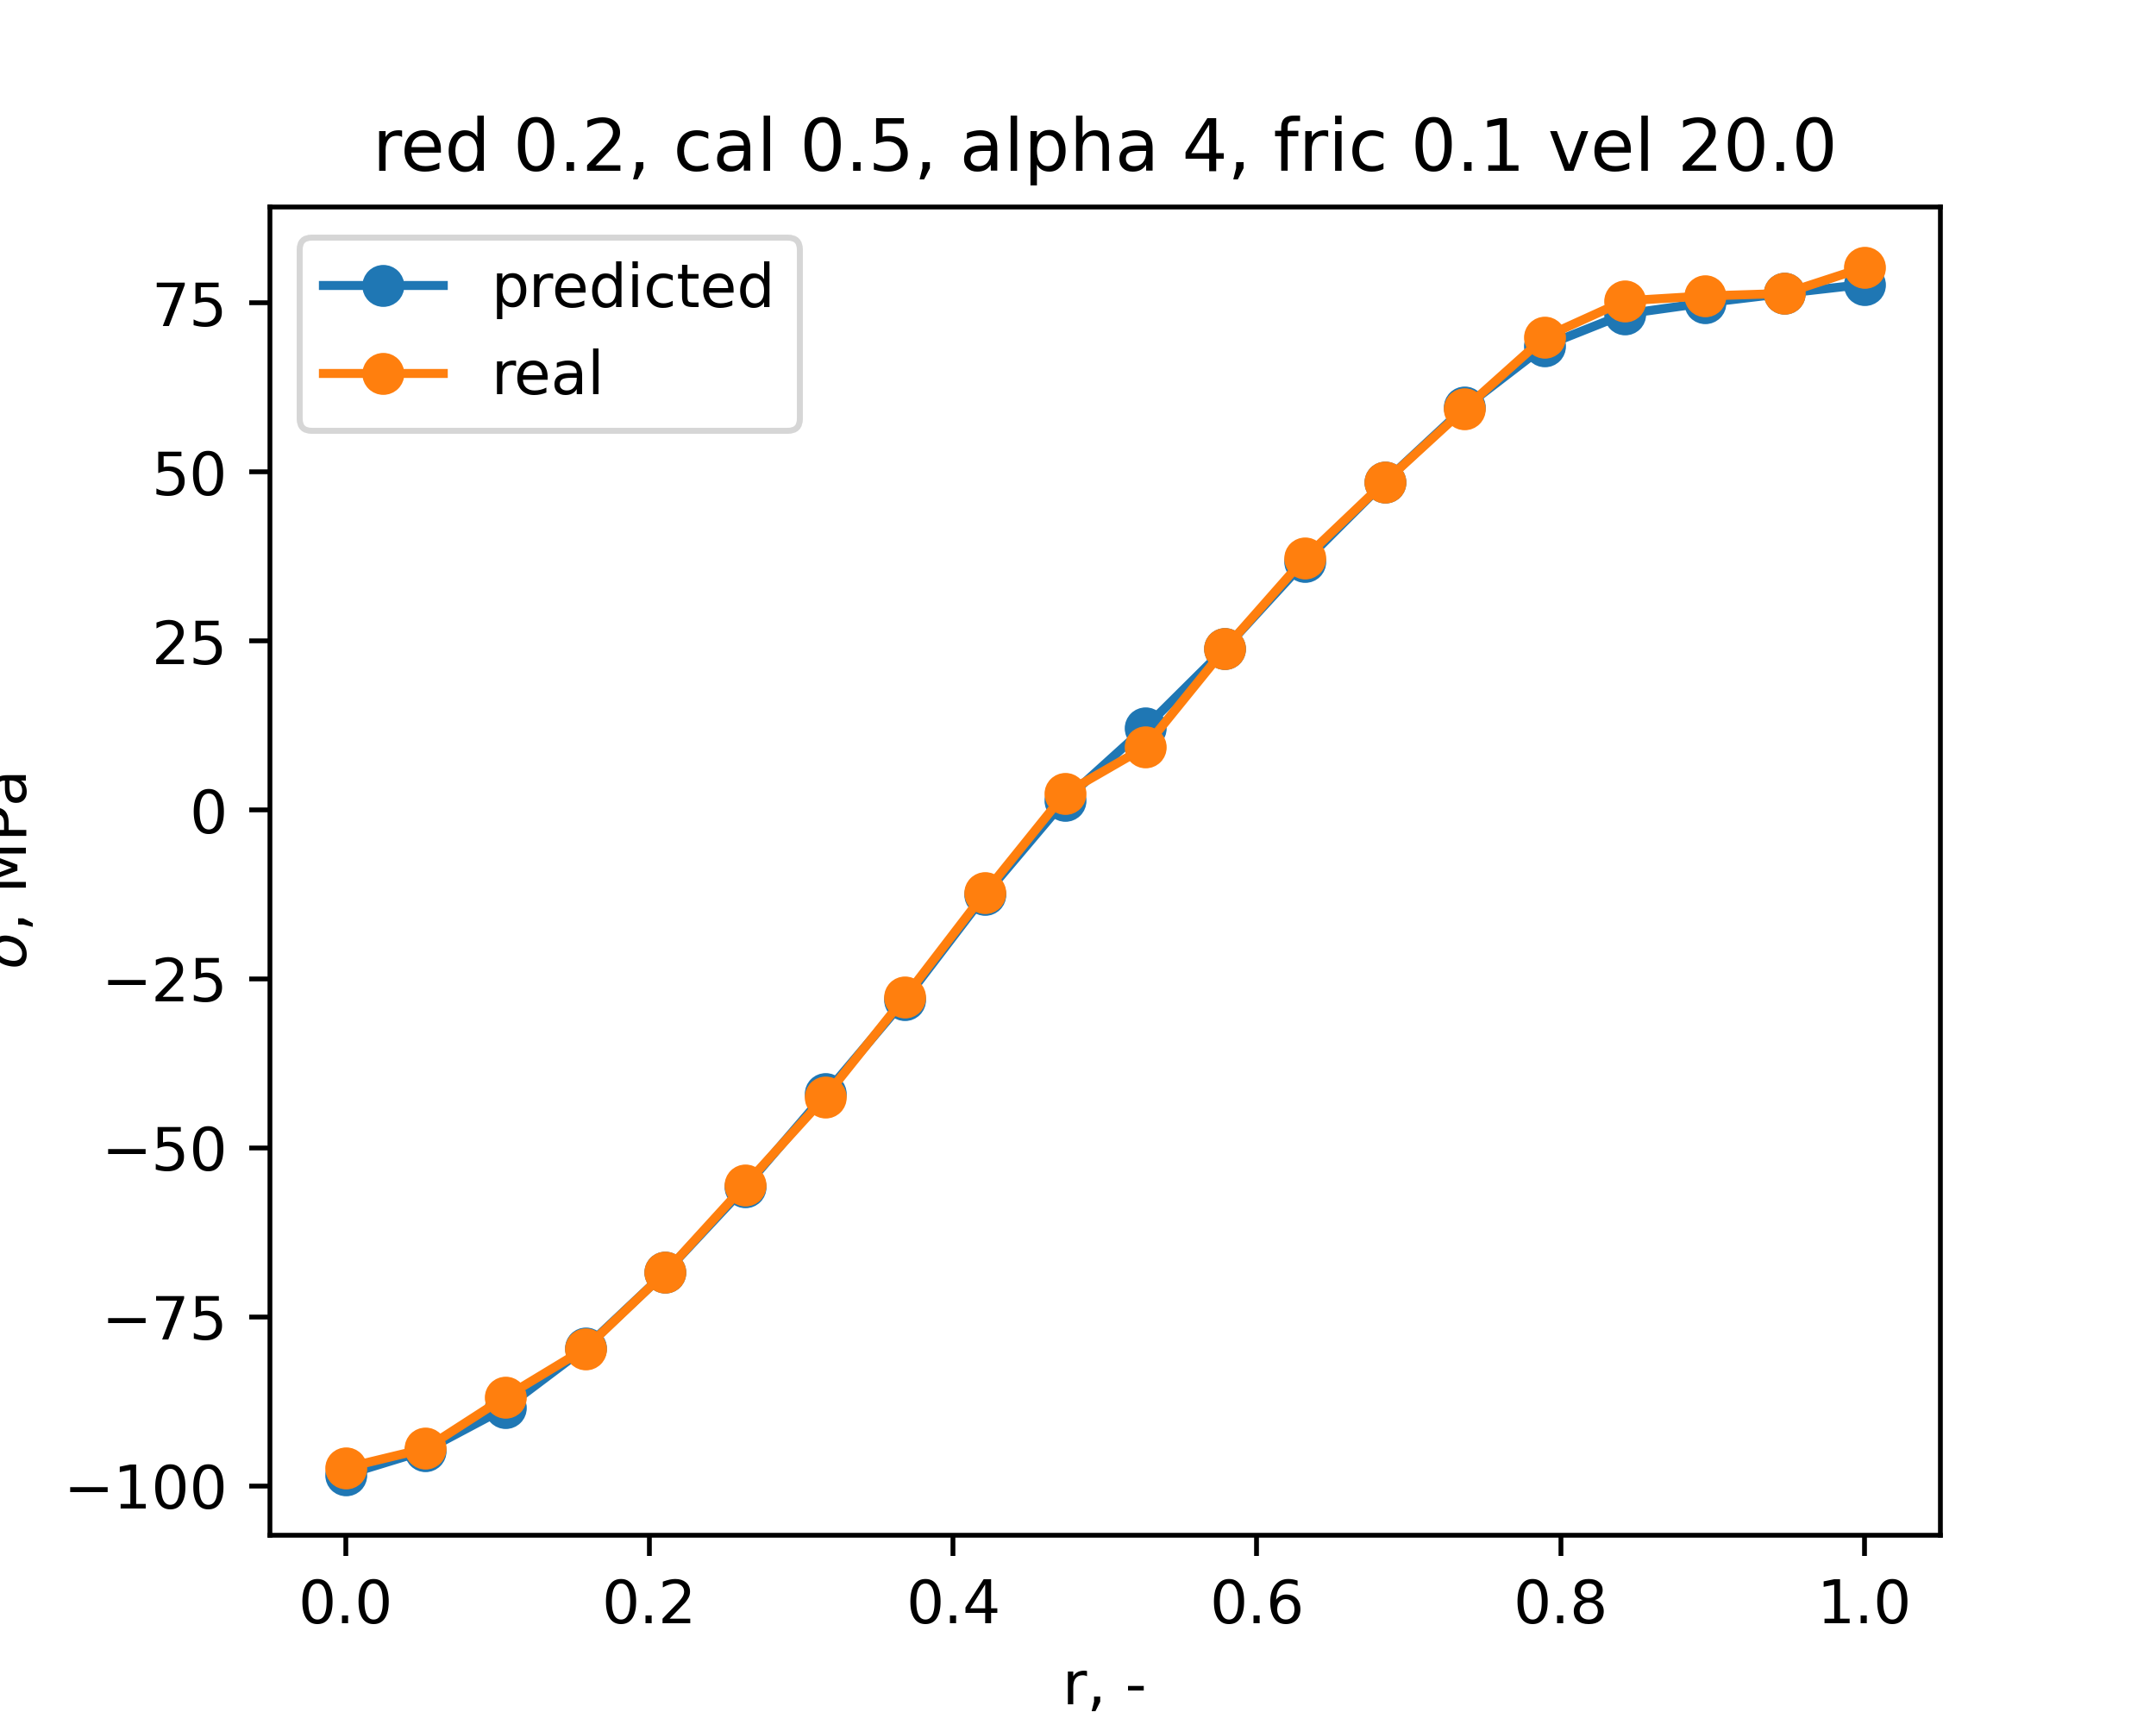 red 0.2, cal 0.5, alpha 4, fric 0.1 vel 20.0
predicted
real
75
50
25
0
−25
−50
−75
−100
σ, MPa
0.0 0.2 0.4 0.6 0.8 1.0
r, -